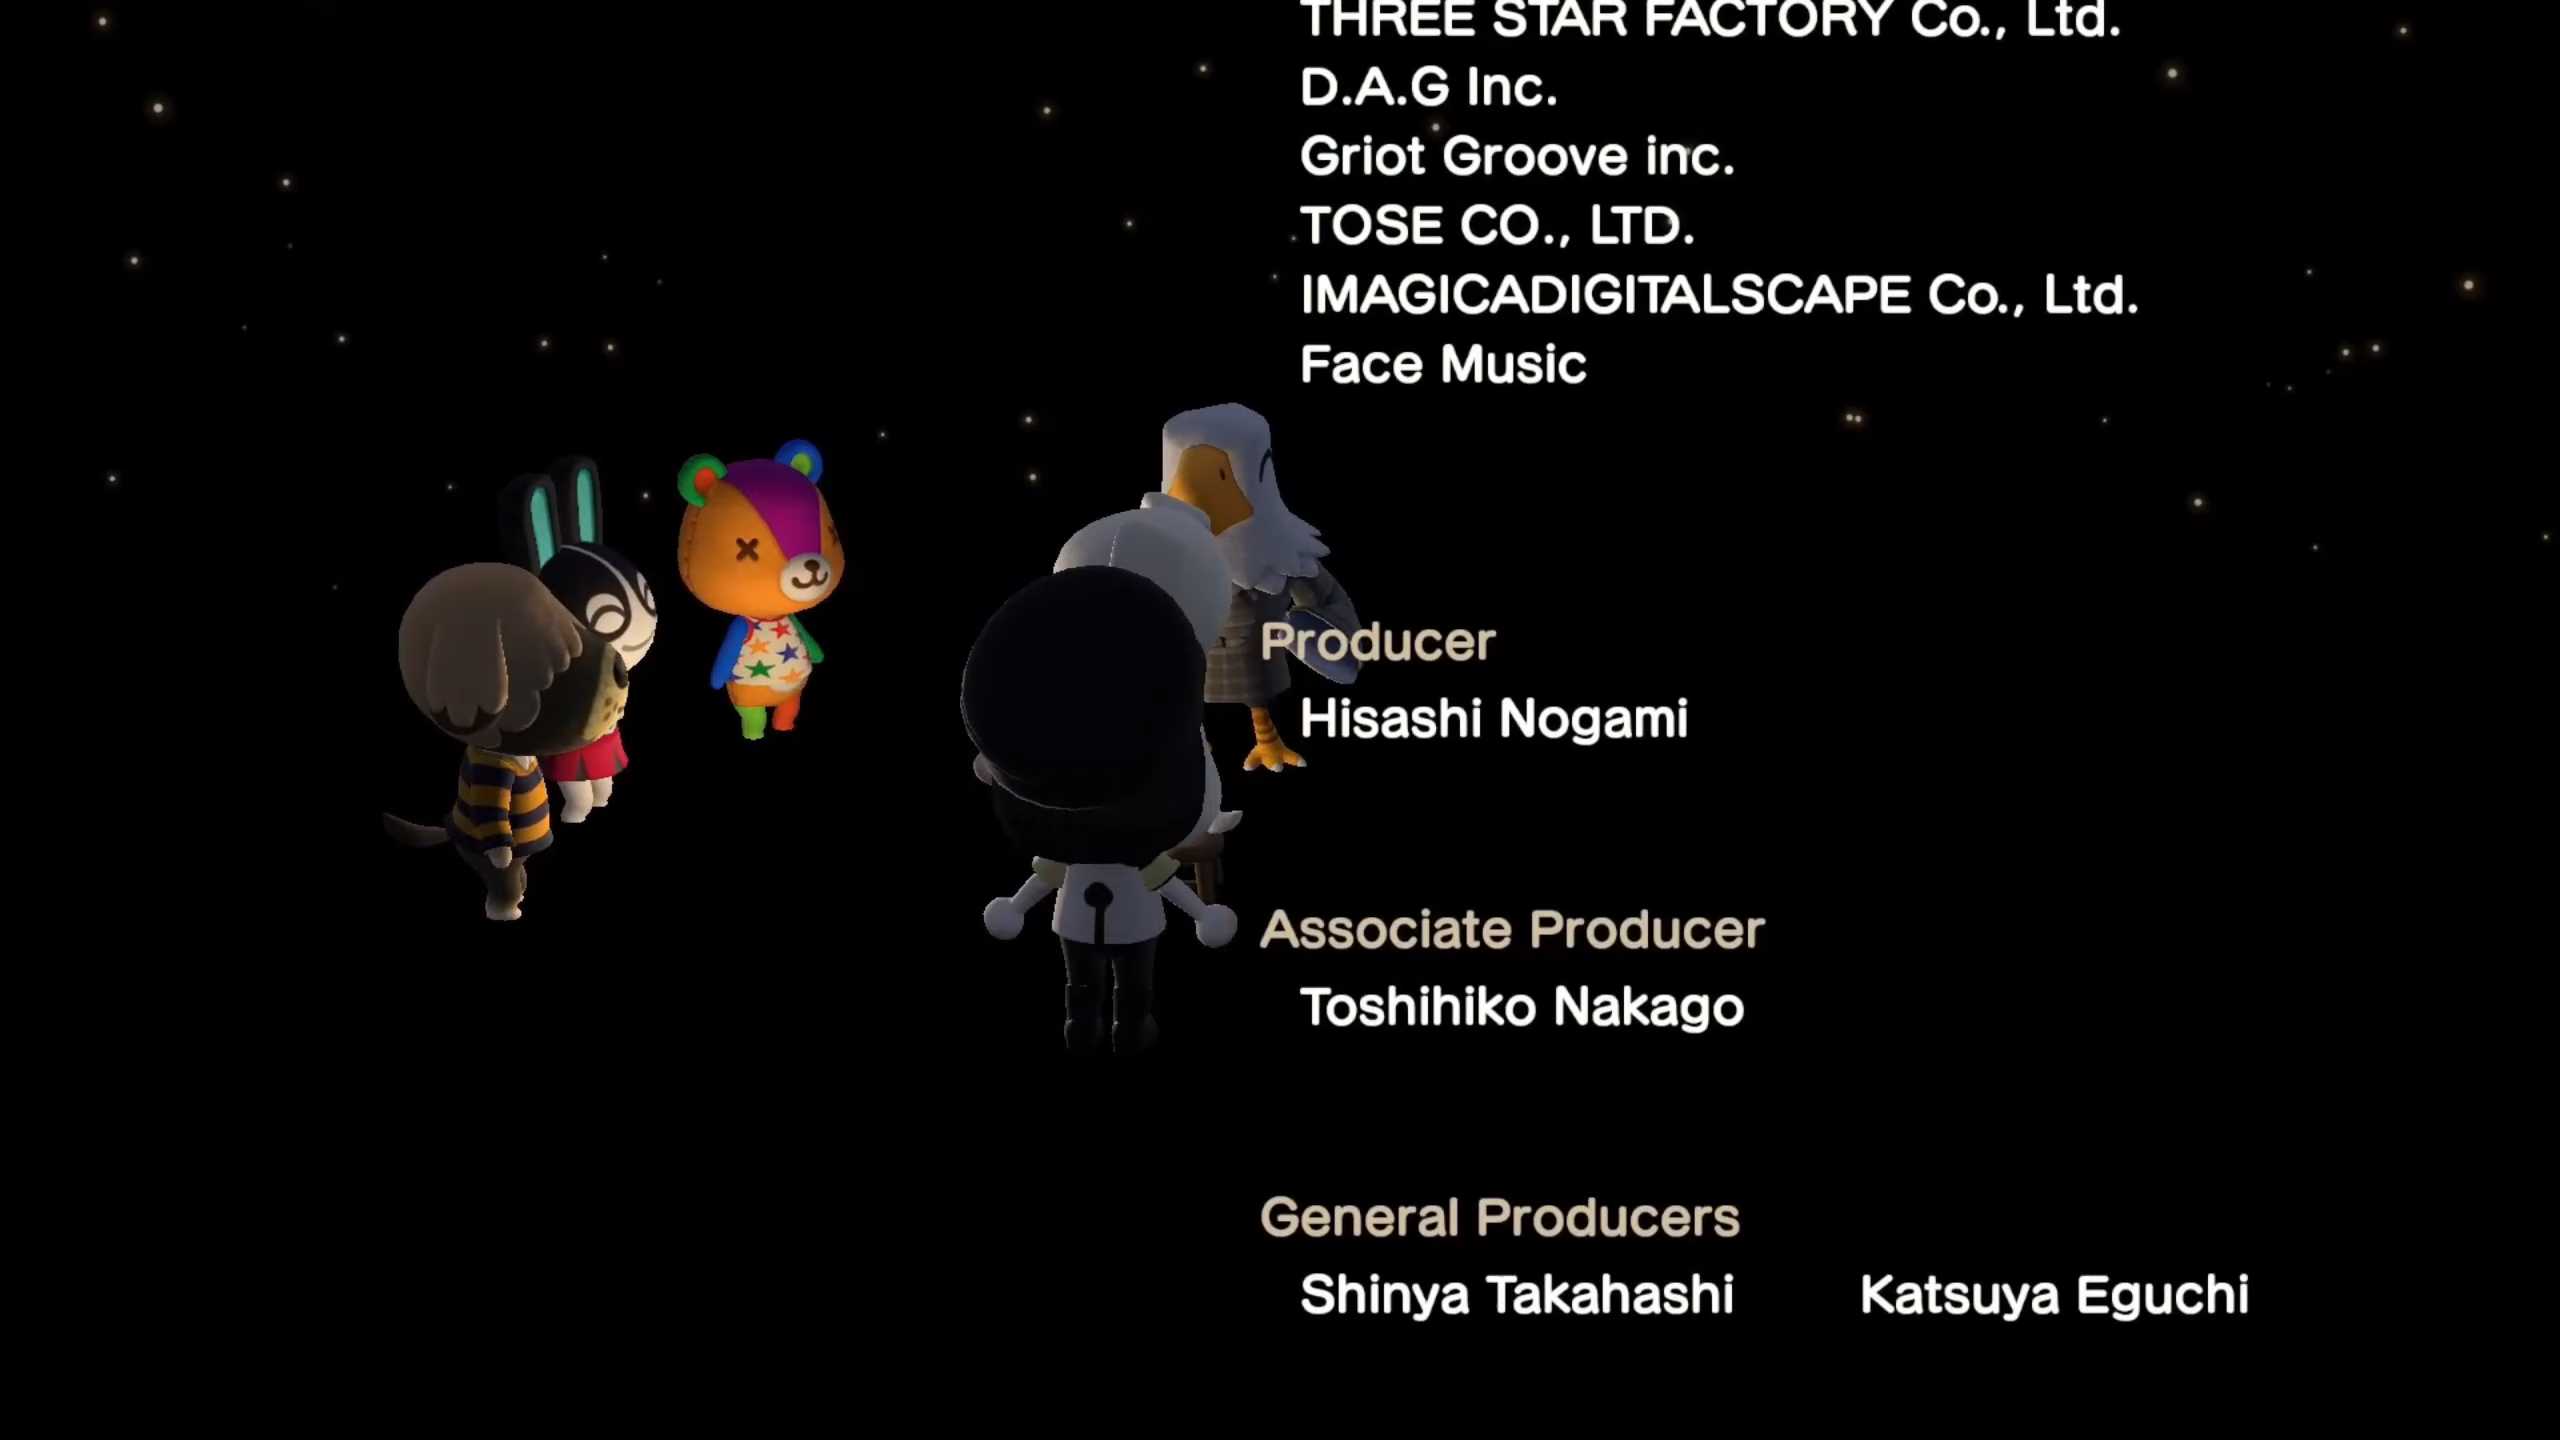 THREE STAR FACTORY Co., Ltd.
D.A.G Inc.
Griot Groove inc.
TOSE CO., LTD.
IMAGICADIGITALSCAPE Co., Ltd.
Face Music
Producer
Hisashi Nogami
Associate Producer
Toshihiko Nakago
General Producers
Shinya Takahashi Katsuya Eguchi